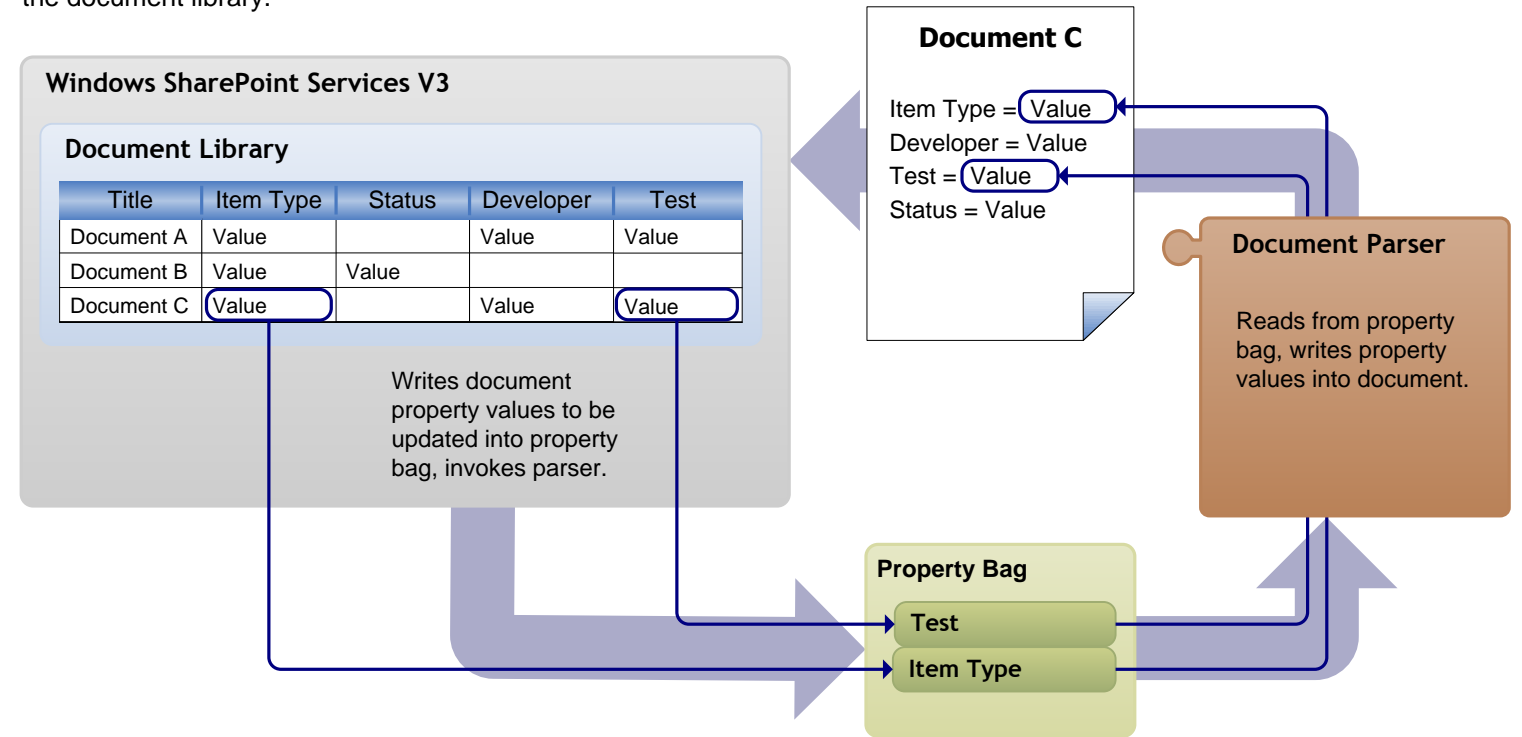 the document library.
Windows SharePoint Services V3
Document Library
Title Item Type Status Developer Test
Document A Value Value Value
Document B Value Value
Document C Value Value Value
Writes document
property values to be
updated into property
bag, invokes parser.
Document C
Item Type = Value
Developer = Value
Test = Value
Status = Value
Document Parser
Reads from property
bag, writes property
values into document.
Property Bag
Test
Item Type